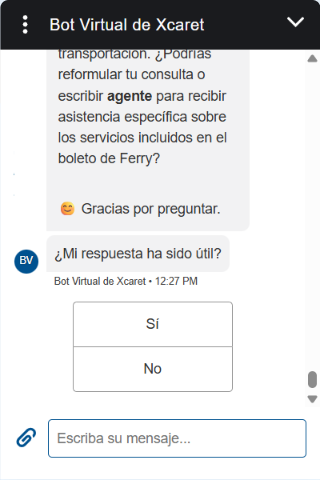 Bot Virtual de Xcaret
transportación. ¿Podrías
reformular tu consulta o
escribir agente para recibir
asistencia específica sobre
los servicios incluidos en el
boleto de Ferry?
😊 Gracias por preguntar.
¿Mi respuesta ha sido útil?
BV
Bot Virtual de Xcaret • 12:27 PM
Sí
No
Escriba su mensaje...